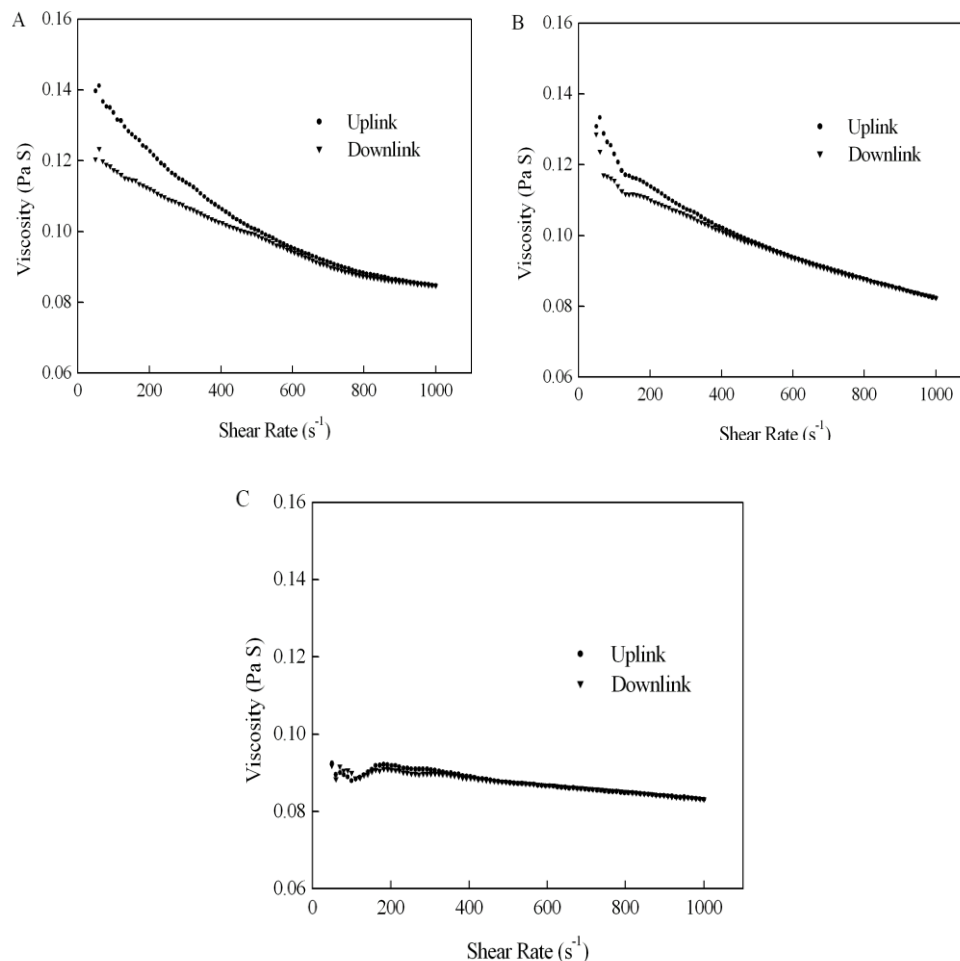 A
0.16
0.14
0.12
0.10
0.08
0.06
Viscosity (Pa S)
Uplink
Downlink
0 200 400 600 800 1000
Shear Rate (s⁻¹)
B
0.16
0.14
0.12
0.10
0.08
0.06
Viscosity (Pa S)
Uplink
Downlink
0 200 400 600 800 1000
Shear Rate (s⁻¹)
C
0.16
0.14
0.12
0.10
0.08
0.06
Viscosity (Pa S)
Uplink
Downlink
0 200 400 600 800 1000
Shear Rate (s⁻¹)